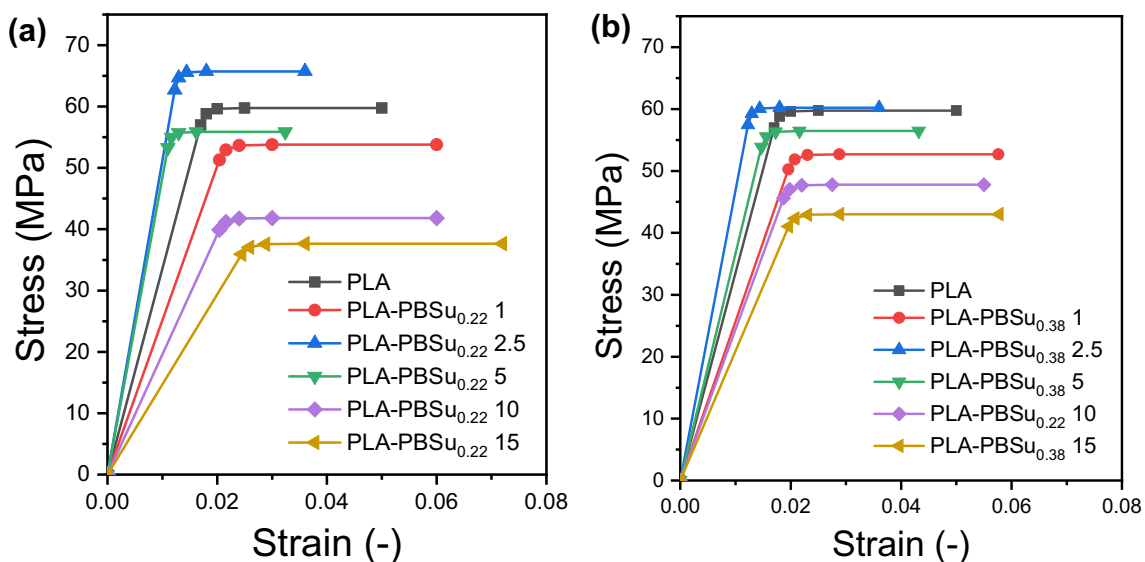 (a)
Stress (MPa)
70
60
50
40
30
20
10
0
PLA
PLA-PBSu0.22 1
PLA-PBSu0.22 2.5
PLA-PBSu0.22 5
PLA-PBSu0.22 10
PLA-PBSu0.22 15
0.00 0.02 0.04 0.06 0.08
Strain (-)
(b)
Stress (MPa)
70
60
50
40
30
20
10
0
PLA
PLA-PBSu0.38 1
PLA-PBSu0.38 2.5
PLA-PBSu0.38 5
PLA-PBSu0.22 10
PLA-PBSu0.38 15
0.00 0.02 0.04 0.06 0.08
Strain (-)